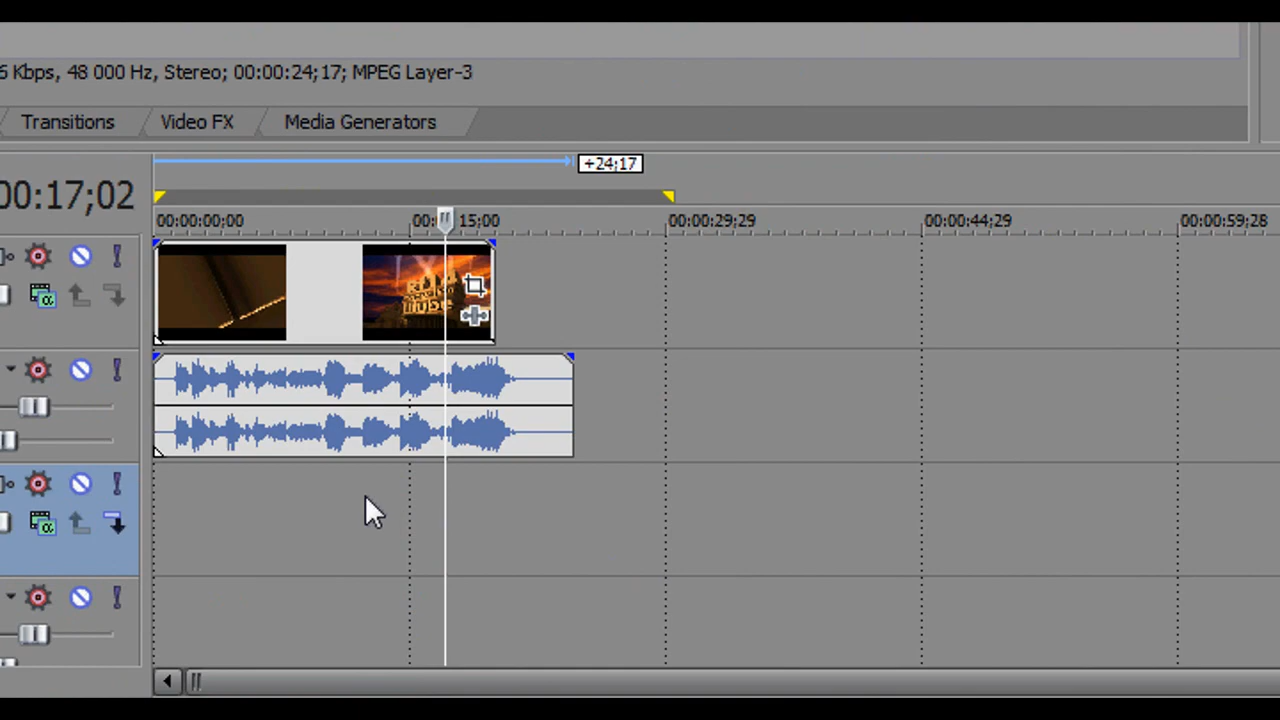 6 Kbps, 48 000 Hz, Stereo; 00:00:24;17; MPEG Layer-3
Transitions Video FX Media Generators
+24;17
00:17;02
00:00:00;00 00: 15;00 00:00:29;29 00:00:44;29 00:00:59;28